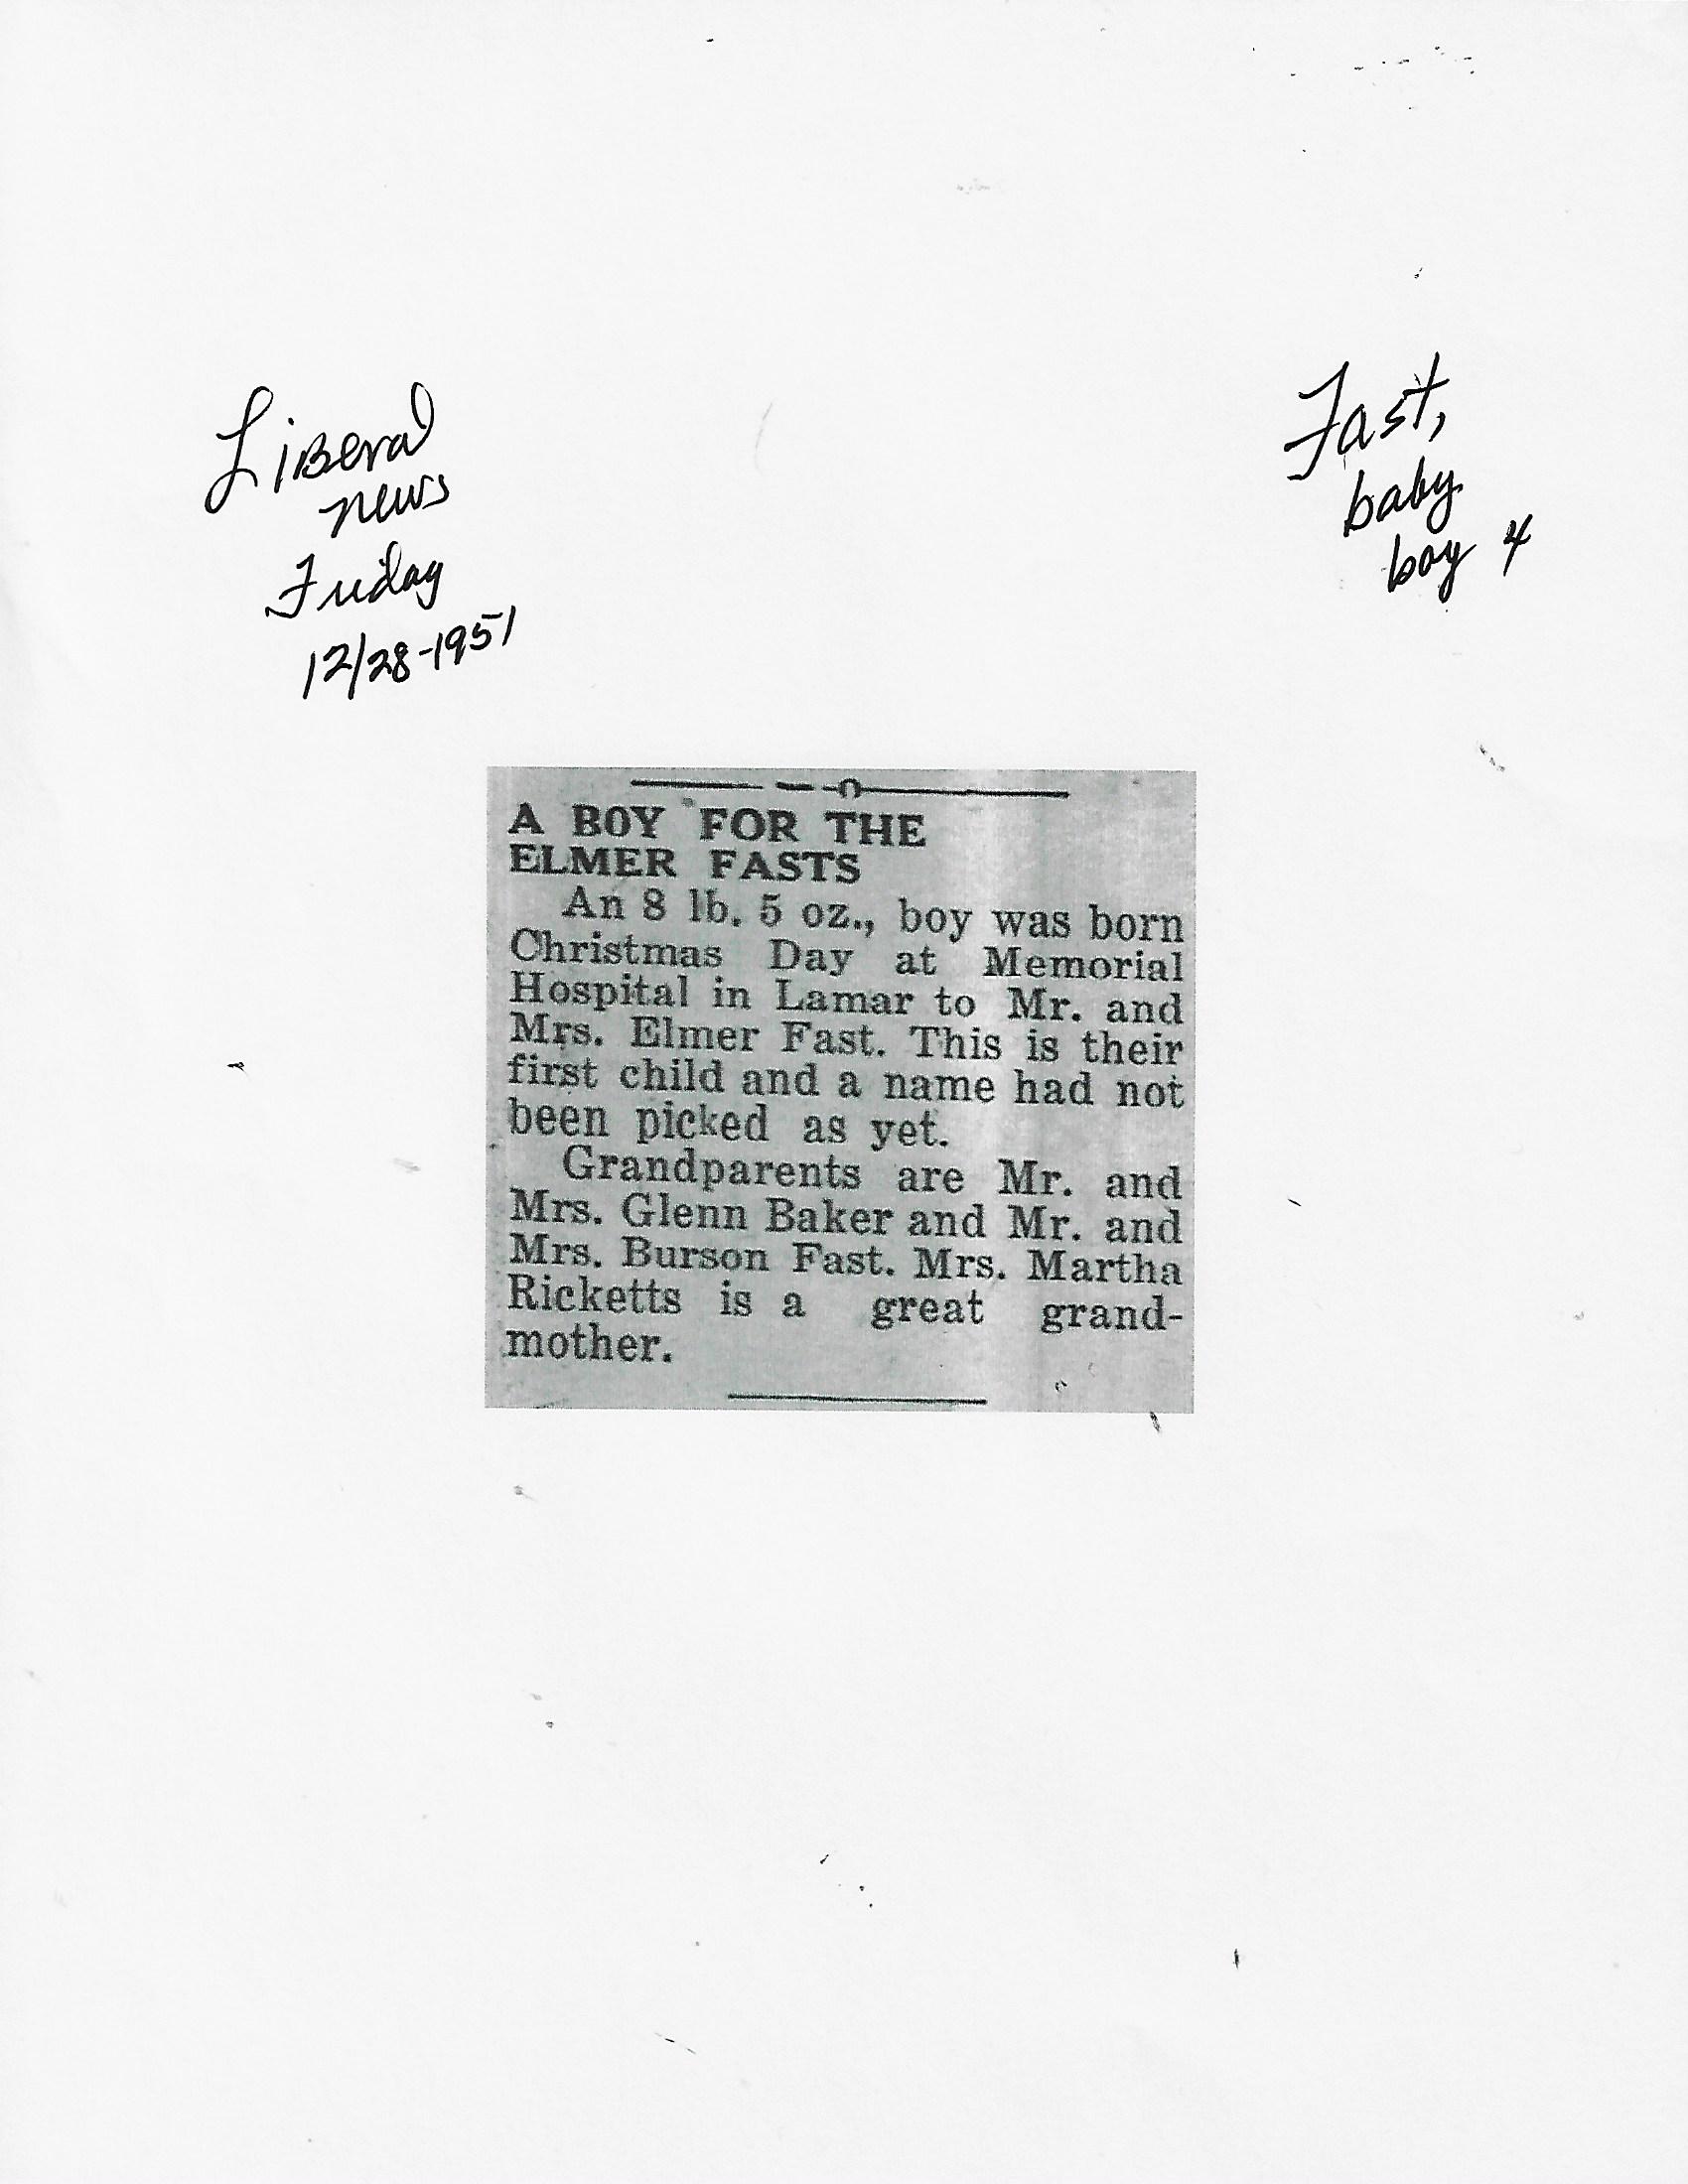 Liberal
news
Friday
12/28-1951
Fast,
baby
boy 4
A BOY FOR THE
ELMER FASTS
An 8 lb. 5 oz., boy was born
Christmas Day at Memorial
Hospital in Lamar to Mr. and
Mrs. Elmer Fast. This is their
first child and a name had not
been picked as yet.
Grandparents are Mr. and
Mrs. Glenn Baker and Mr. and
Mrs. Burson Fast. Mrs. Martha
Ricketts is a great grand-
mother.